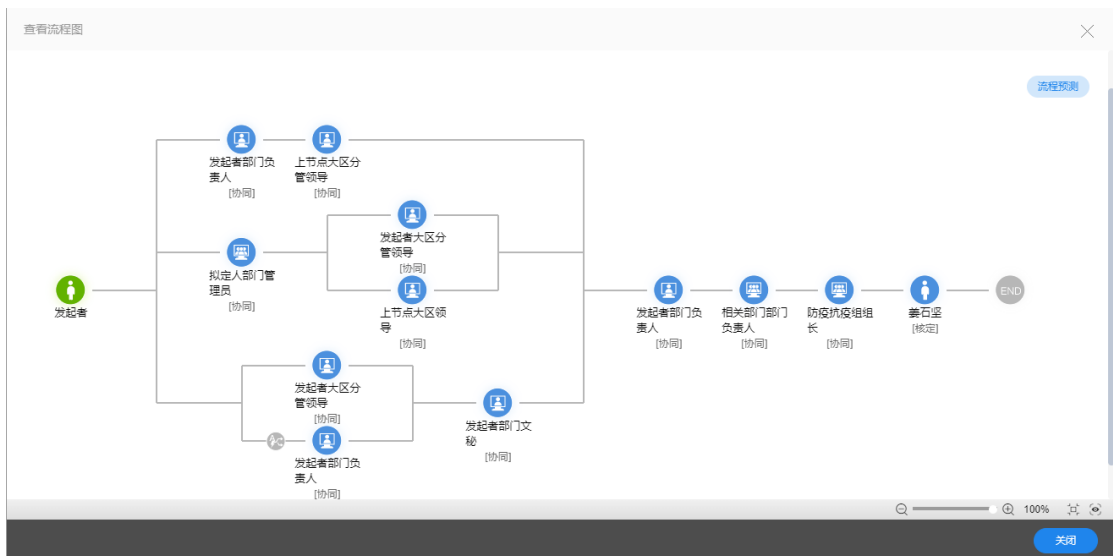 查看流程图
流程预测
发起者部门负
责人
[协同]
上节点大区分
管领导
[协同]
发起者大区分
管领导
[协同]
拟定人部门管
理员
[协同]
上节点大区领
导
[协同]
发起者
发起者部门负
责人
[协同]
相关部门部门
负责人
[协同]
防疫抗疫组组
长
[协同]
姜石坚
[核定]
END
发起者大区分
管领导
[协同]
发起者部门文
秘
[协同]
发起者部门负
责人
[协同]
100%
关闭